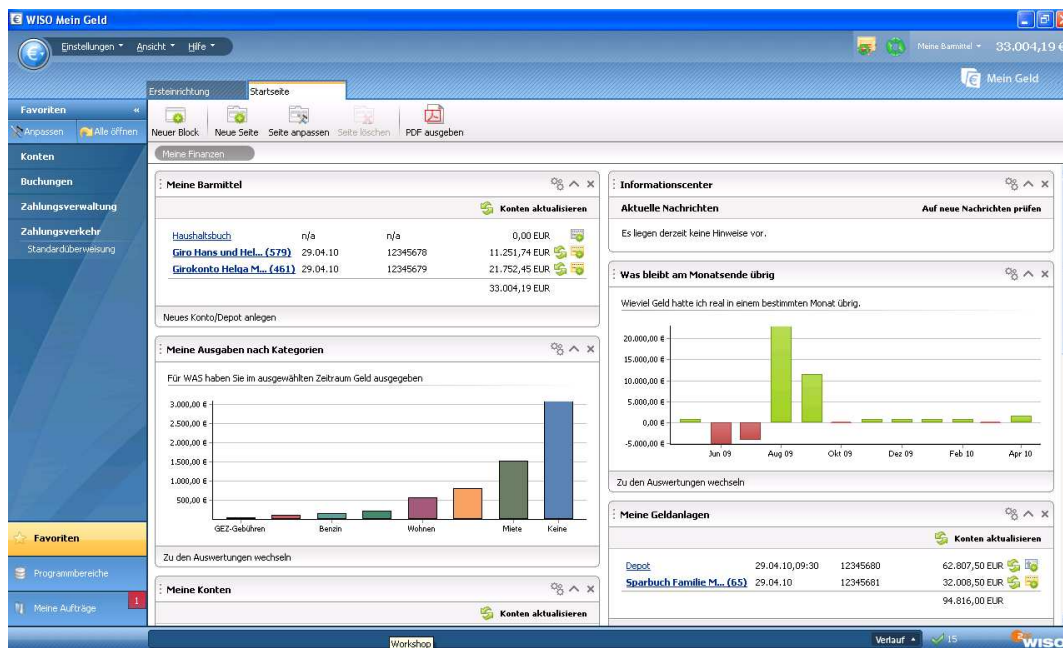 WISO Mein Geld
Einstellungen Ansicht Hilfe
Meine Barmittel 33.004,19 €
Mein Geld
Ersteinrichtung Startseite
Favoriten «
Anpassen Alle öffnen
Neuer Block Neue Seite Seite anpassen Seite löschen PDF ausgeben
Konten
Buchungen
Zahlungsverwaltung
Zahlungsverkehr
Standardüberweisung
Meine Finanzen
Meine Barmittel
Konten aktualisieren
Haushaltsbuch n/a n/a 0,00 EUR
Giro Hans und Hel... (579) 29.04.10 12345678 11.251,74 EUR
Girokonto Helga M... (461) 29.04.10 12345679 21.752,45 EUR
33.004,19 EUR
Neues Konto/Depot anlegen
Informationscenter
Aktuelle Nachrichten Auf neue Nachrichten prüfen
Es liegen derzeit keine Hinweise vor.
Was bleibt am Monatsende übrig
Wieviel Geld hatte ich real in einem bestimmten Monat übrig.
20.000,00 €
15.000,00 €
10.000,00 €
5.000,00 €
0,00 €
-5.000,00 €
Jun 09 Aug 09 Okt 09 Dez 09 Feb 10 Apr 10
Zu den Auswertungen wechseln
Meine Ausgaben nach Kategorien
Für WAS haben Sie im ausgewählten Zeitraum Geld ausgegeben
3.000,00 €
2.500,00 €
2.000,00 €
1.500,00 €
1.000,00 €
500,00 €
GEZ-Gebühren Benzin Wohnen Miete Keine
Zu den Auswertungen wechseln
Meine Geldanlagen
Konten aktualisieren
Depot 29.04.10,09:30 12345680 62.807,50 EUR
Sparbuch Familie M... (65) 29.04.10 12345681 32.008,50 EUR
94.816,00 EUR
Meine Konten
Konten aktualisieren
Favoriten
Programmbereiche
Meine Aufträge 1
Workshop
Verlauf 15
WISO